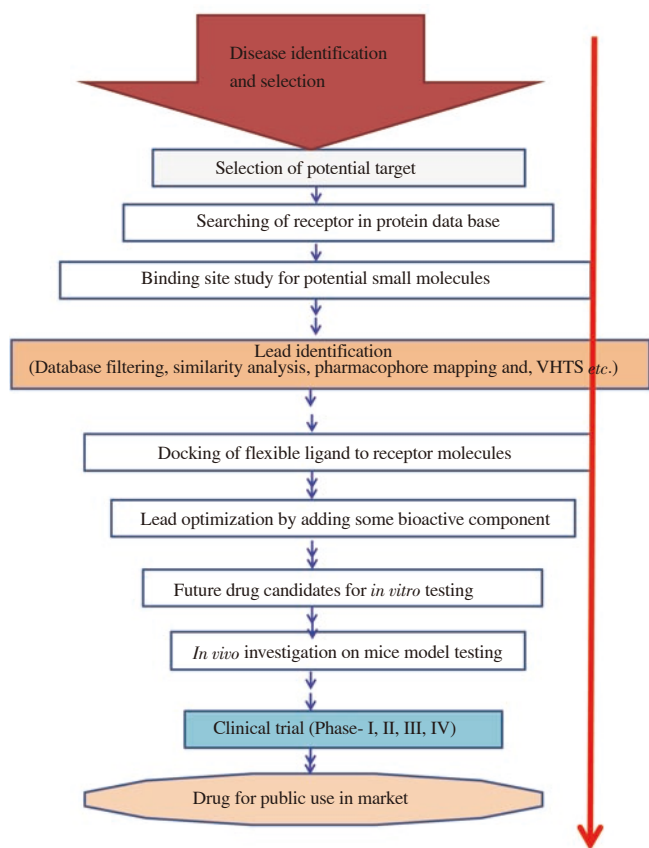 Disease identification
and selection
Selection of potential target
Searching of receptor in protein data base
Binding site study for potential small molecules
Lead identification
(Database filtering, similarity analysis, pharmacophore mapping and, VHTS etc.)
Docking of flexible ligand to receptor molecules
Lead optimization by adding some bioactive component
Future drug candidates for in vitro testing
In vivo investigation on mice model testing
Clinical trial (Phase- I, II, III, IV)
Drug for public use in market